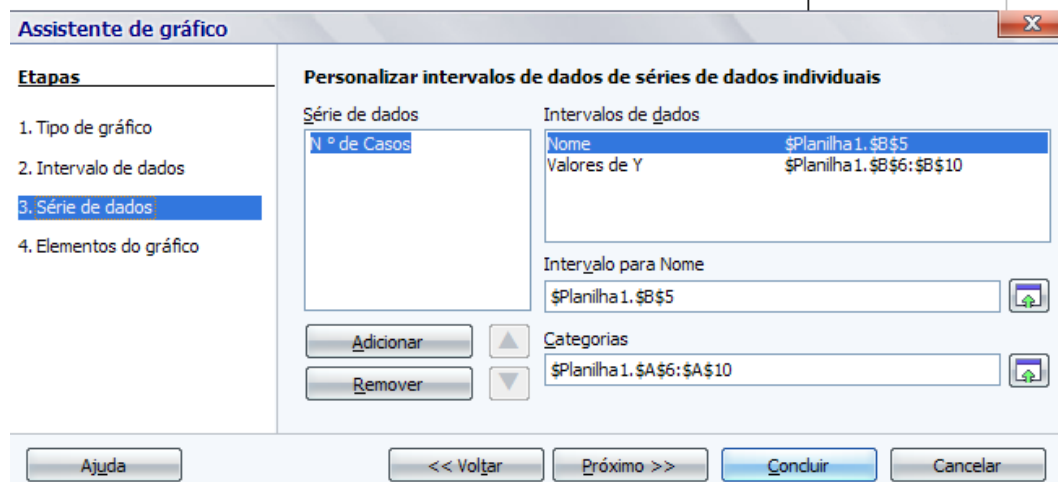 Assistente de gráfico
Etapas
1. Tipo de gráfico
2. Intervalo de dados
3. Série de dados
4. Elementos do gráfico
Personalizar intervalos de dados de séries de dados individuais
Série de dados
N º de Casos
Adicionar
Remover
Intervalos de dados
Nome $Planilha1.$B$5
Valores de Y $Planilha1.$B$6:$B$10
Intervalo para Nome
$Planilha1.$B$5
Categorias
$Planilha1.$A$6:$A$10
Ajuda
<< Voltar
Próximo >>
Concluir
Cancelar